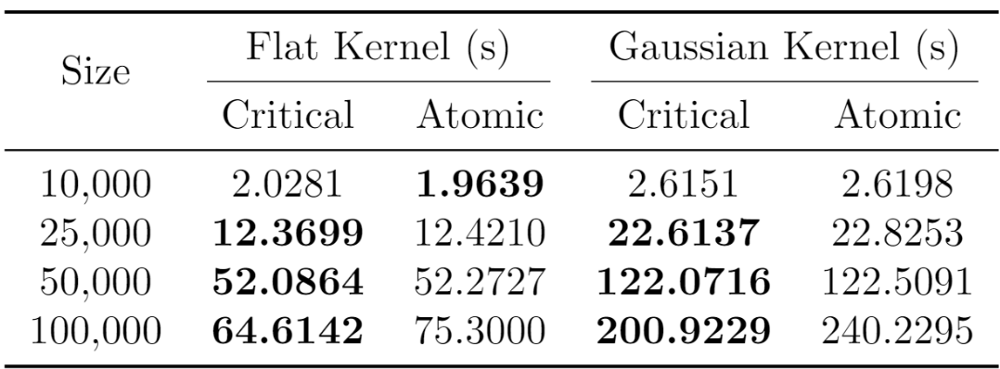 Size Flat Kernel (s) Gaussian Kernel (s)
Critical Atomic Critical Atomic
10,000 2.0281 1.9639 2.6151 2.6198
25,000 12.3699 12.4210 22.6137 22.8253
50,000 52.0864 52.2727 122.0716 122.5091
100,000 64.6142 75.3000 200.9229 240.2295